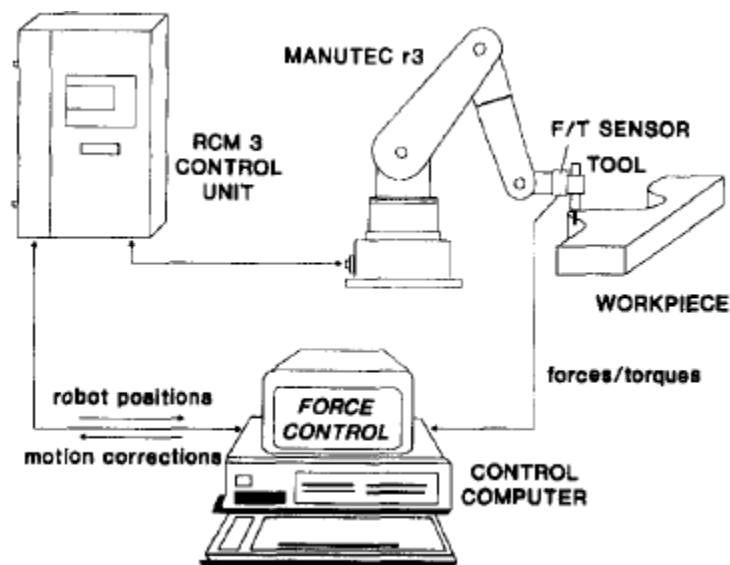 MANUTEC r3
RCM 3
CONTROL
UNIT
F/T SENSOR
TOOL
WORKPIECE
forces/torques
robot positions
motion corrections
FORCE
CONTROL
CONTROL
COMPUTER